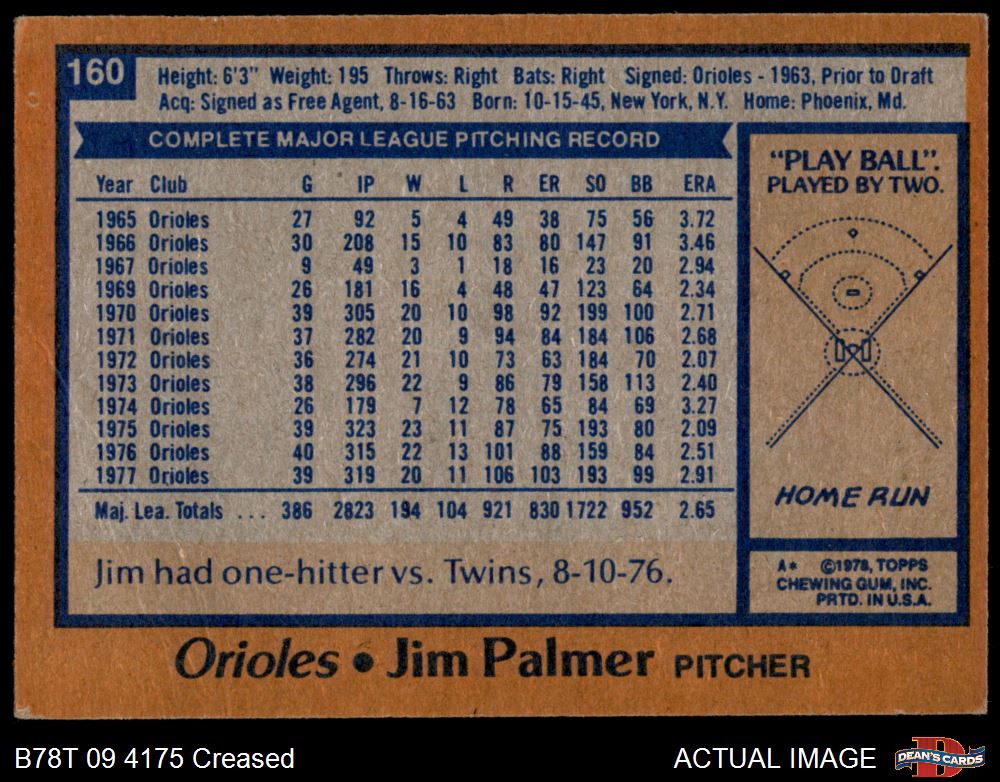 160
Height: 6'3" Weight: 195 Throws: Right Bats: Right Signed: Orioles - 1963, Prior to Draft
Acq: Signed as Free Agent, 8-16-63 Born: 10-15-45, New York, N.Y. Home: Phoenix, Md.
COMPLETE MAJOR LEAGUE PITCHING RECORD
Year Club G IP W L R ER SO BB ERA
1965 Orioles 27 92 5 4 49 38 75 56 3.72
1966 Orioles 30 208 15 10 83 80 147 91 3.46
1967 Orioles 9 49 3 1 18 16 23 20 2.94
1969 Orioles 26 181 16 4 48 47 123 64 2.34
1970 Orioles 39 305 20 10 98 92 199 100 2.71
1971 Orioles 37 282 20 9 94 84 184 106 2.68
1972 Orioles 36 274 21 10 73 63 184 70 2.07
1973 Orioles 38 296 22 9 86 79 158 113 2.40
1974 Orioles 26 179 7 12 78 65 84 69 3.27
1975 Orioles 39 323 23 11 87 75 193 80 2.09
1976 Orioles 40 315 22 13 101 88 159 84 2.51
1977 Orioles 39 319 20 11 106 103 193 99 2.91
Maj. Lea. Totals ... 386 2823 194 104 921 830 1722 952 2.65
Jim had one-hitter vs. Twins, 8-10-76.
"PLAY BALL".
PLAYED BY TWO.
HOME RUN
A* ©1978, TOPPS
CHEWING GUM, INC.
PRTD. IN U.S.A.
Orioles • Jim Palmer PITCHER
B78T 09 4175 Creased
ACTUAL IMAGE
D
DEAN'S CARDS